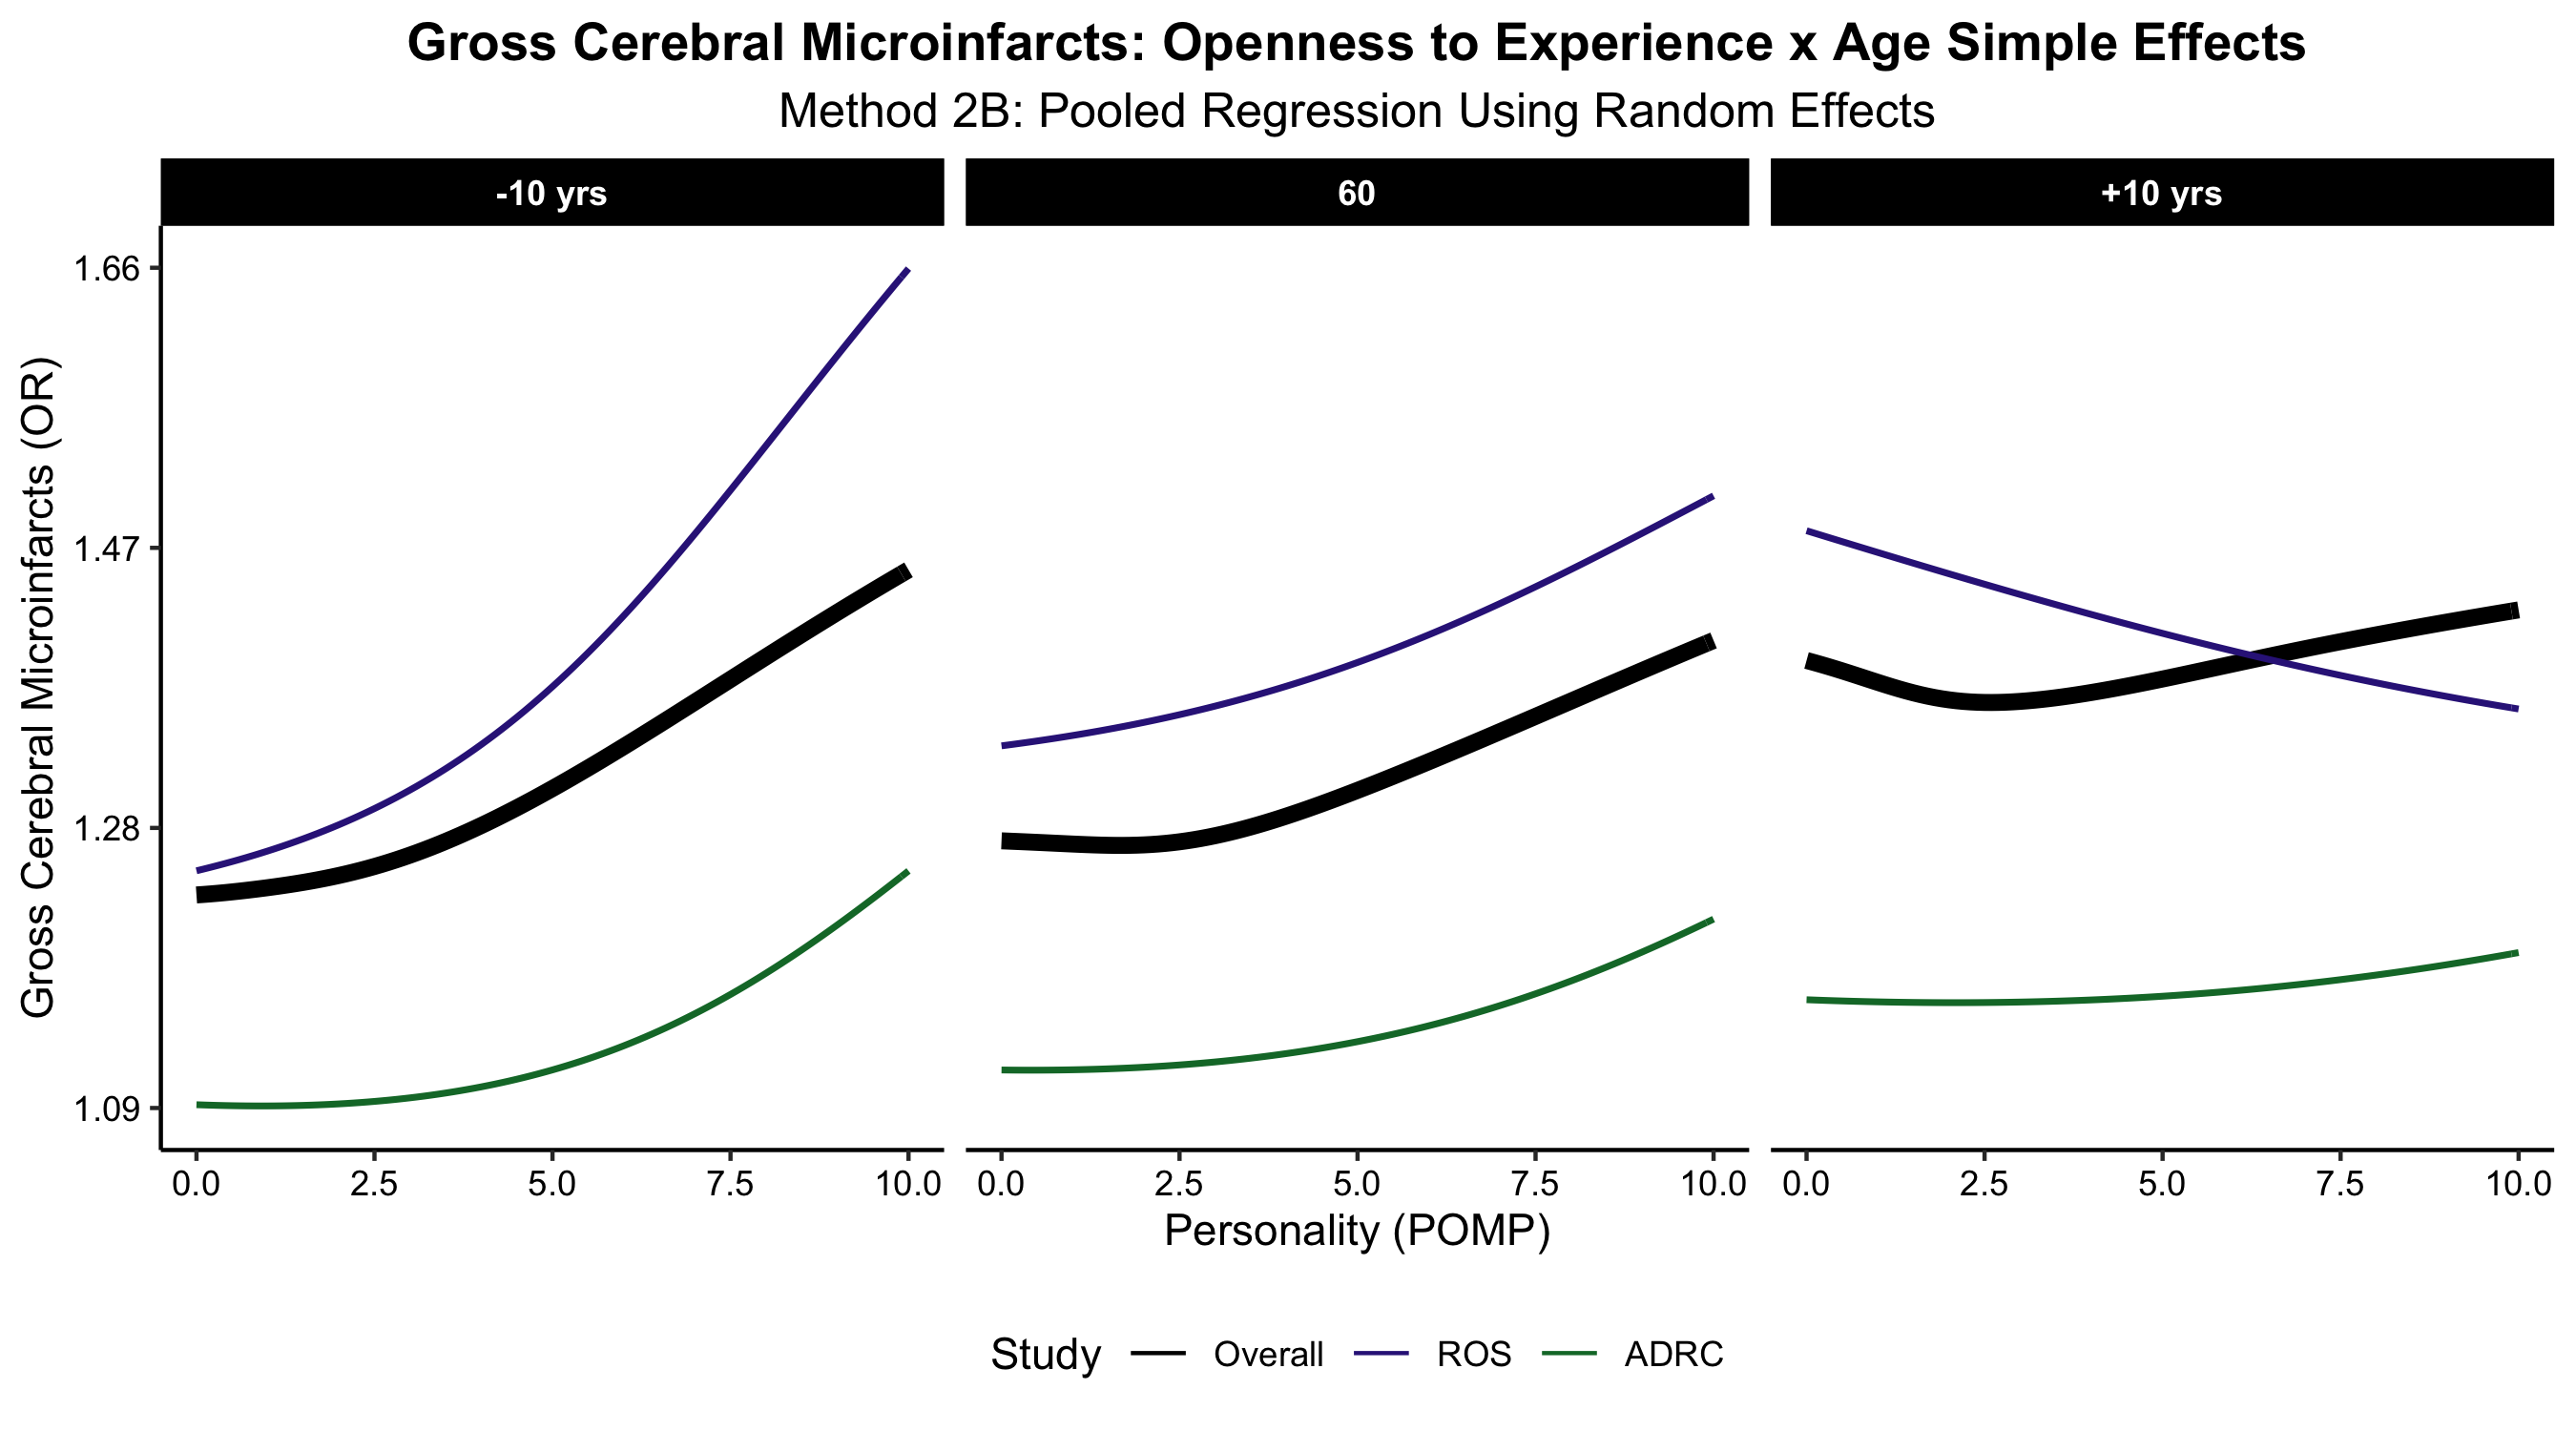 Gross Cerebral Microinfarcts: Openness to Experience x Age Simple Effects
Method 2B: Pooled Regression Using Random Effects
-10 yrs
60
+10 yrs
Gross Cerebral Microinfarcts (OR)
1.66
1.47
1.28
1.09
0.0 2.5 5.0 7.5 10.0
0.0 2.5 5.0 7.5 10.0
0.0 2.5 5.0 7.5 10.0
Personality (POMP)
Study Overall ROS ADRC